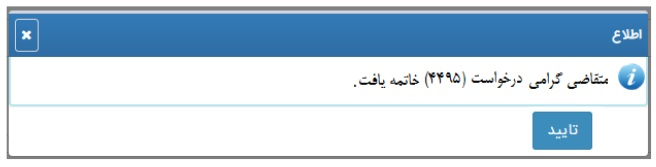 اطلاع
متقاضی گرامی درخواست (۴۴۹۵) خاتمه یافت.
تایید